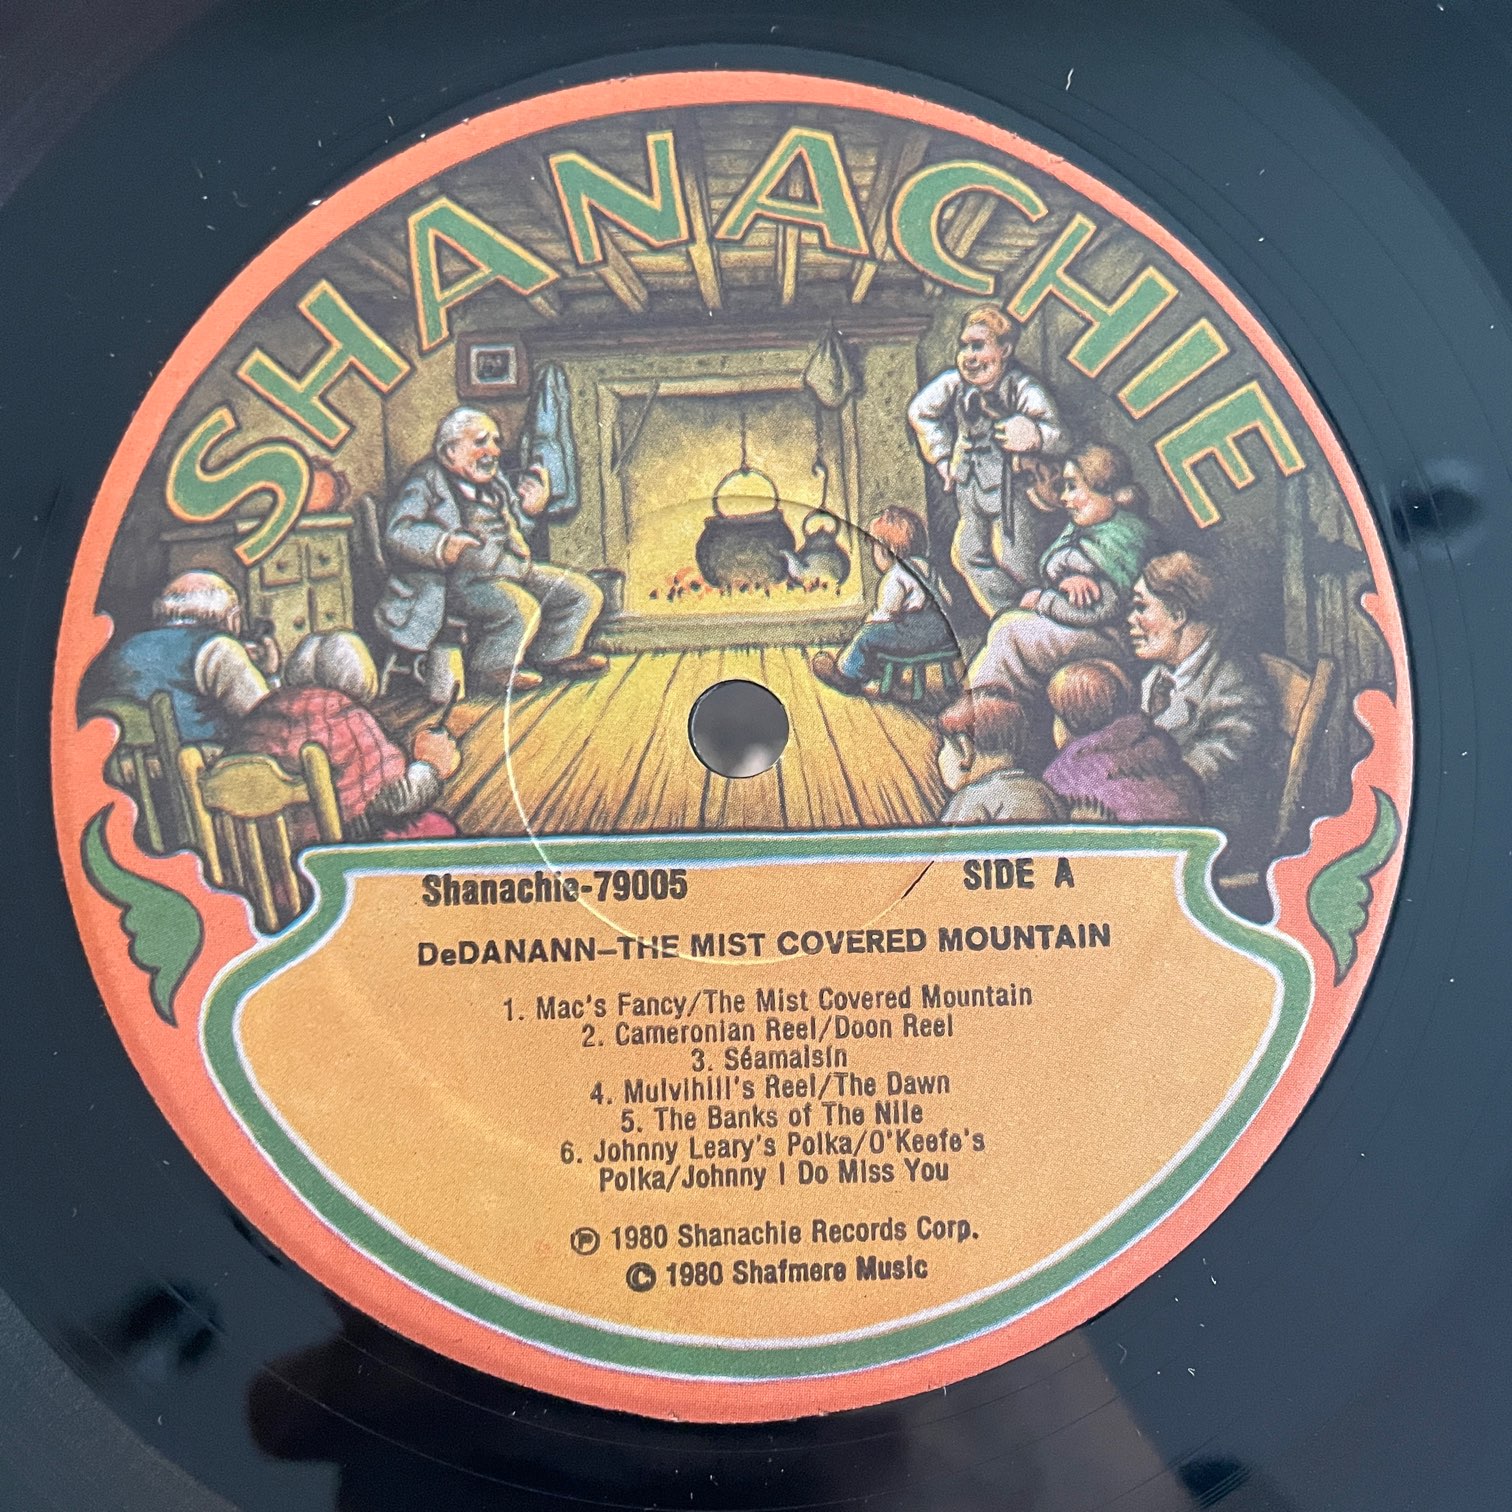 SHANACHIE
Shanachie-79005 SIDE A
DeDANANN–THE MIST COVERED MOUNTAIN
1. Mac's Fancy/The Mist Covered Mountain
2. Cameronian Reel/Doon Reel
3. Séamaisín
4. Mulvihill's Reel/The Dawn
5. The Banks of The Nile
6. Johnny Leary's Polka/O'Keefe's
Polka/Johnny I Do Miss You
Ⓟ 1980 Shanachie Records Corp.
© 1980 Shafmere Music